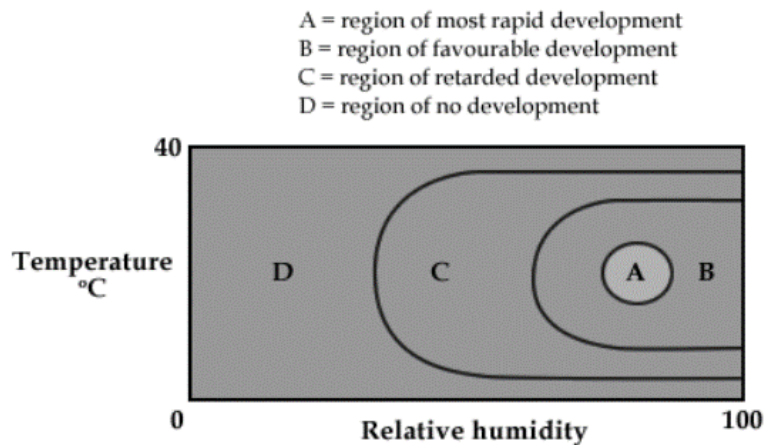 A = region of most rapid development
B = region of favourable development
C = region of retarded development
D = region of no development
40
Temperature
°C
D
C
A
B
0
Relative humidity
100